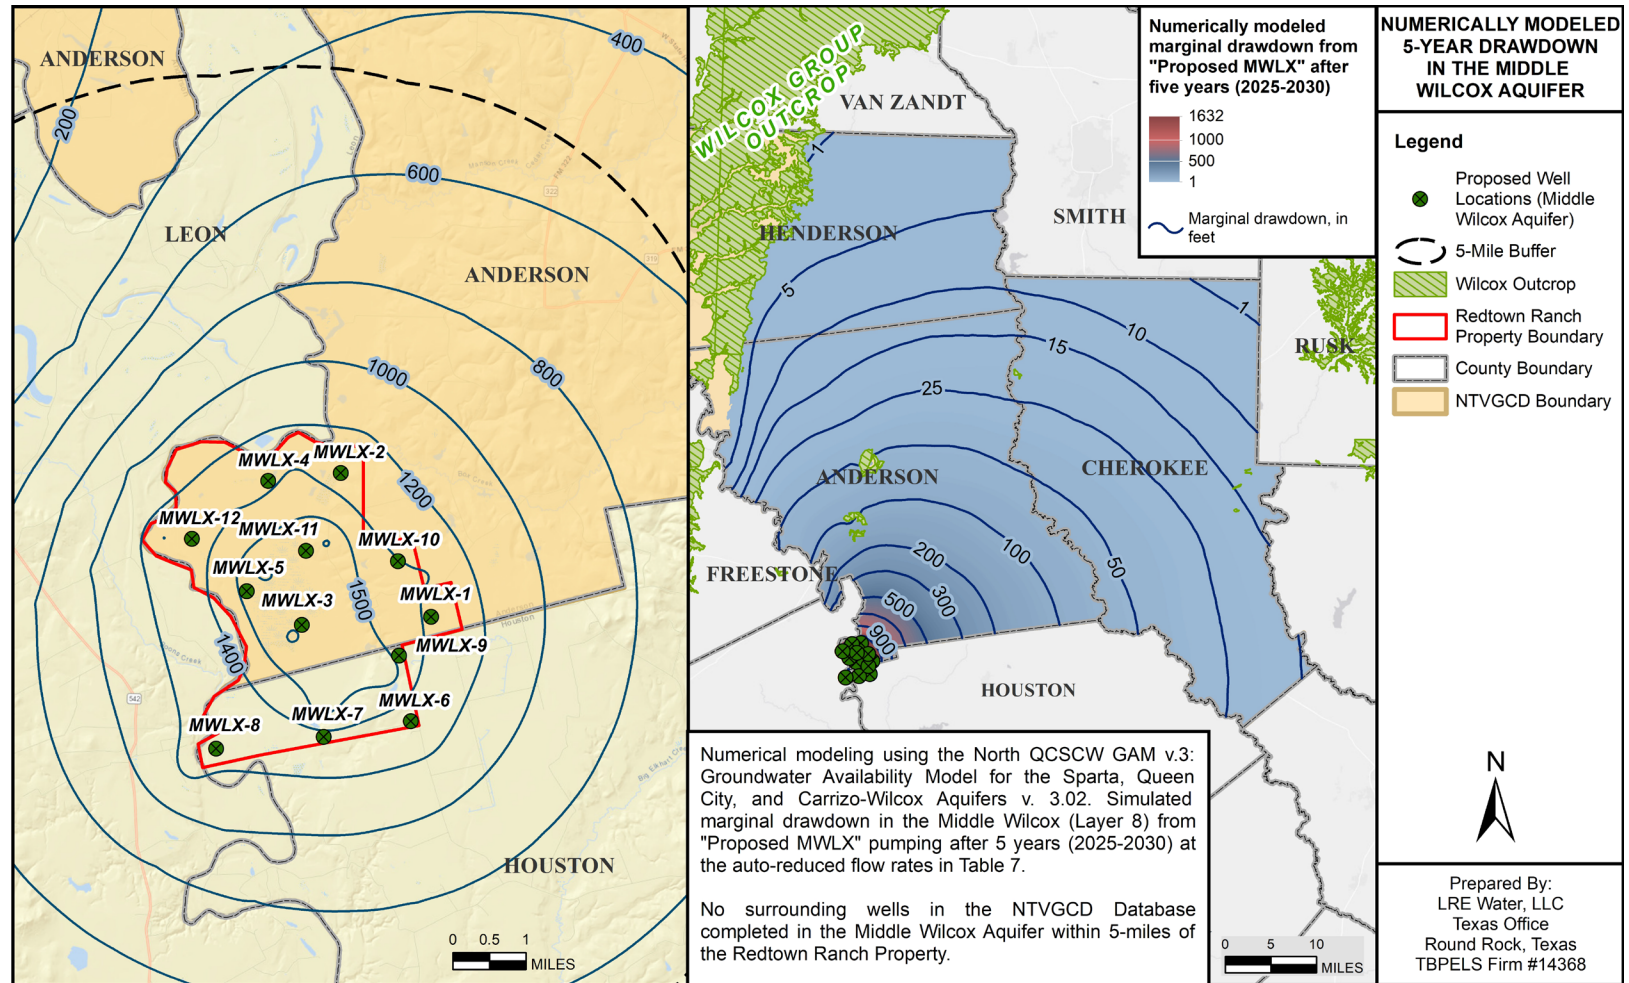 ANDERSON
400
200
600
LEON
ANDERSON
1000
800
MWLX-4
MWLX-2
1200
MWLX-12
MWLX-11
MWLX-10
MWLX-5
MWLX-3
1500
MWLX-1
Anderson
Houston
1400
MWLX-9
MWLX-6
MWLX-7
MWLX-8
542
322
319
HOUSTON
0 0.5 1
MILES
WILCOX GROUP
OUTCROP
VAN ZANDT
1
SMITH
HENDERSON
5
1
10
15
RUSK
25
ANDERSON
CHEROKEE
FREESTONE
200
100
50
500
300
900
HOUSTON
0 5 10
MILES
Numerically modeled
marginal drawdown from
"Proposed MWLX" after
five years (2025-2030)
1632
1000
500
1
Marginal drawdown, in
feet
Numerical modeling using the North QCSCW GAM v.3:
Groundwater Availability Model for the Sparta, Queen
City, and Carrizo-Wilcox Aquifers v. 3.02. Simulated
marginal drawdown in the Middle Wilcox (Layer 8) from
"Proposed MWLX" pumping after 5 years (2025-2030) at
the auto-reduced flow rates in Table 7.
No surrounding wells in the NTVGCD Database
completed in the Middle Wilcox Aquifer within 5-miles of
the Redtown Ranch Property.
NUMERICALLY MODELED
5-YEAR DRAWDOWN
IN THE MIDDLE
WILCOX AQUIFER
Legend
Proposed Well
Locations (Middle
Wilcox Aquifer)
5-Mile Buffer
Wilcox Outcrop
Redtown Ranch
Property Boundary
County Boundary
NTVGCD Boundary
N
Prepared By:
LRE Water, LLC
Texas Office
Round Rock, Texas
TBPELS Firm #14368